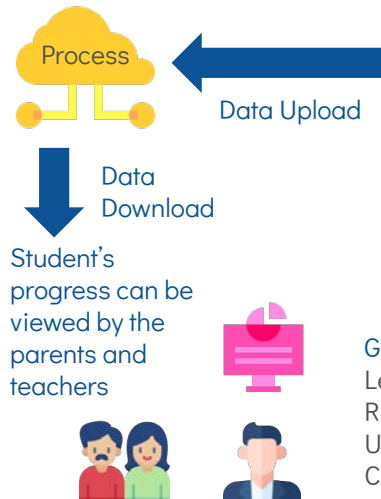 Process
Data Upload
Data
Download
Student's
progress can be
viewed by the
parents and
teachers